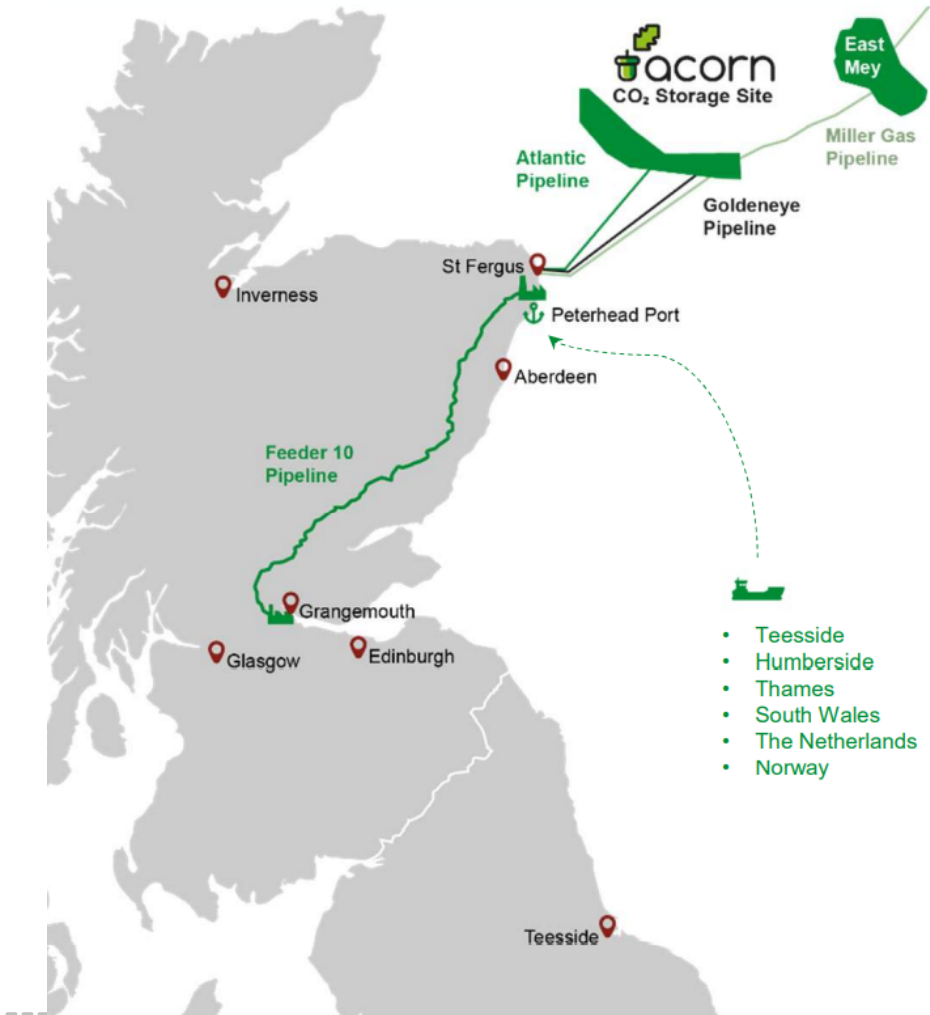 acorn
CO₂ Storage Site
East
Mey
Miller Gas
Pipeline
Atlantic
Pipeline
Goldeneye
Pipeline
St Fergus
Inverness
Peterhead Port
Aberdeen
Feeder 10
Pipeline
Grangemouth
Glasgow
Edinburgh
• Teesside
• Humberside
• Thames
• South Wales
• The Netherlands
• Norway
Teesside